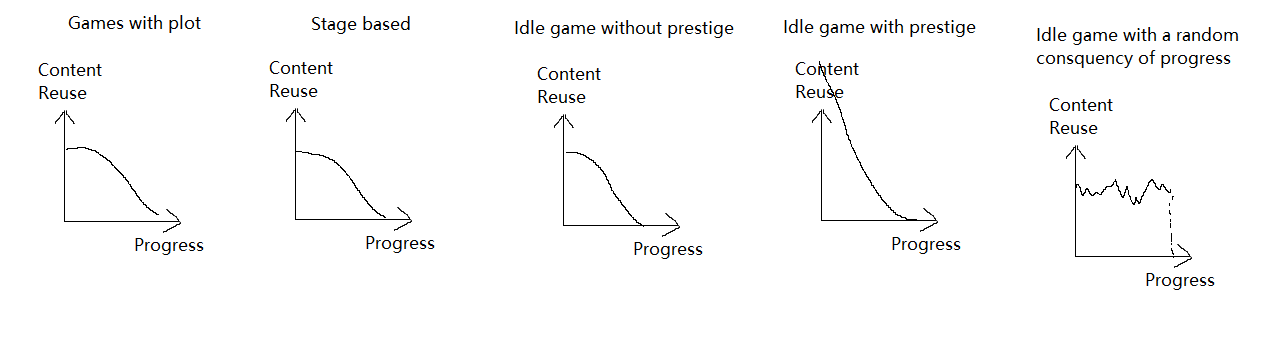 Games with plot
Content
Reuse
Progress
Stage based
Content
Reuse
Progress
Idle game without prestige
Content
Reuse
Progress
Idle game with prestige
Content
Reuse
Progress
Idle game with a random
consquency of progress
Content
Reuse
Progress